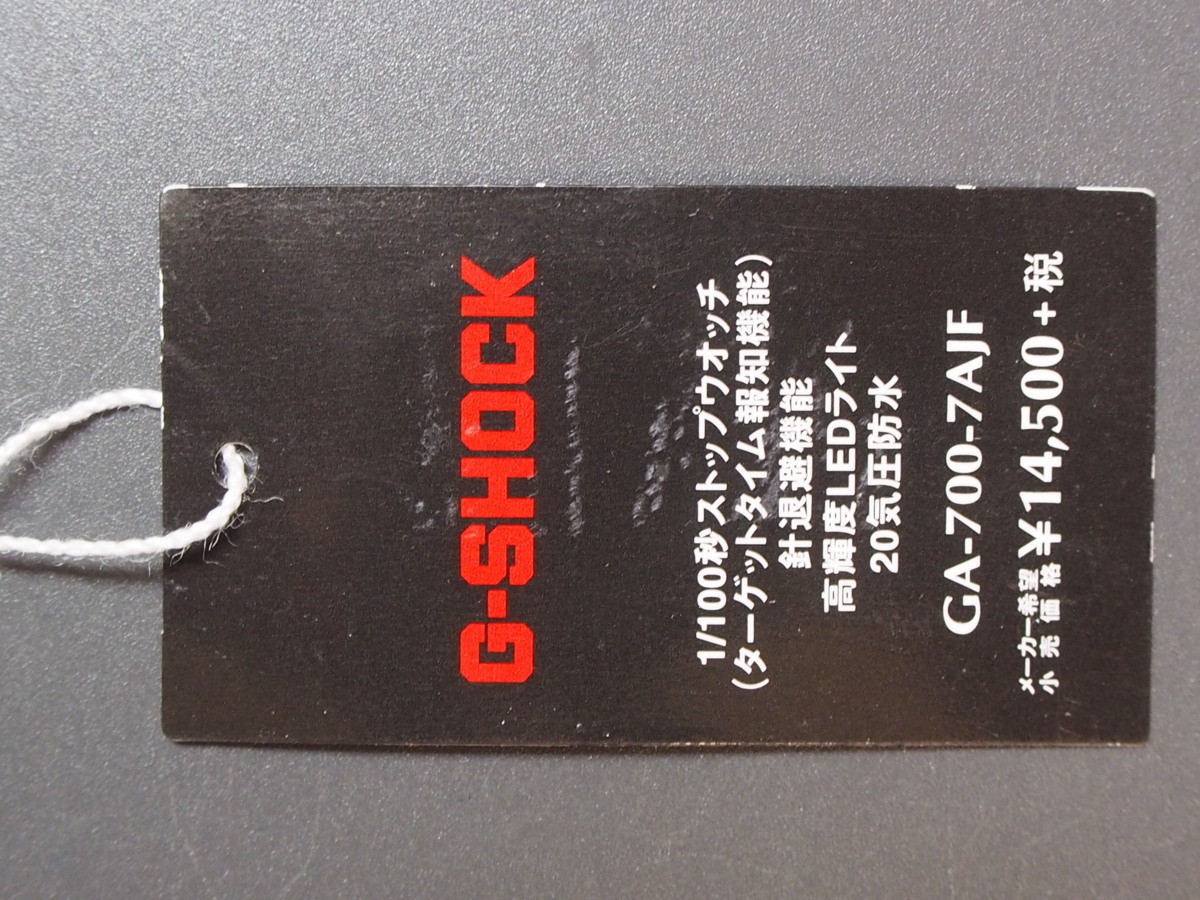 G-SHOCK
1/100秒ストップウオッチ
(ターゲットタイム報知機能)
針退避機能
高輝度LEDライト
20気圧防水
GA-700-7AJF
メーカー希望
小売価格 ¥14,500+税